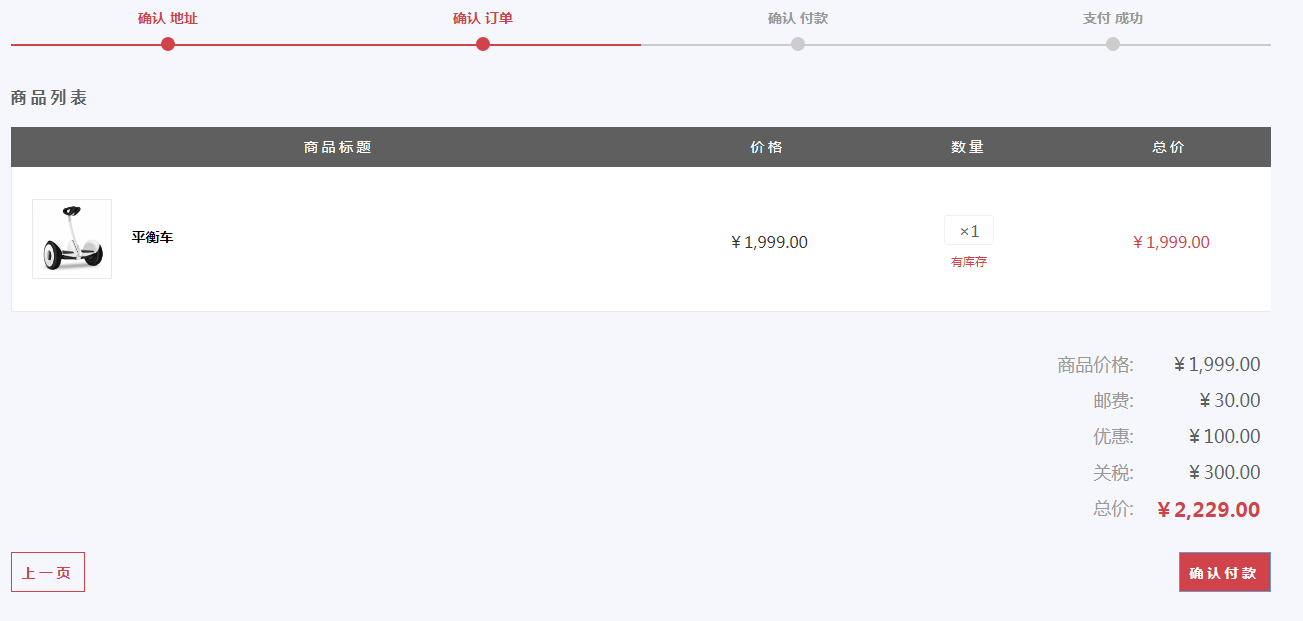 确认 地址 确认 订单 确认 付款 支付 成功
商品列表
商品标题 价格 数量 总价
平衡车 ¥1,999.00 ×1 ¥1,999.00
有库存
商品价格: ¥1,999.00
邮费: ¥30.00
优惠: ¥100.00
关税: ¥300.00
总价: ¥2,229.00
上一页 确认付款